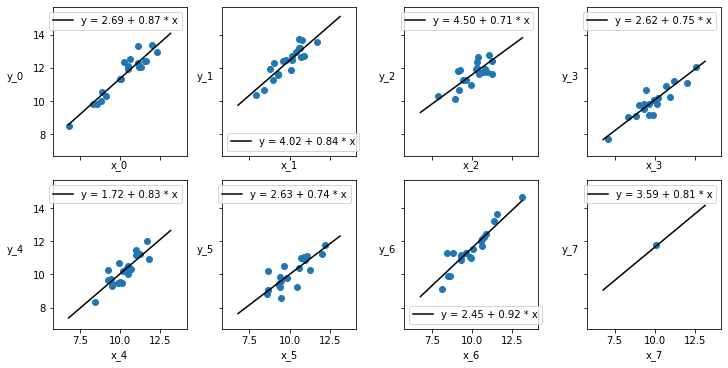 y = 2.69 + 0.87 * x
y = 4.50 + 0.71 * x
y = 2.62 + 0.75 * x
14
12
10
8
y_0
y_1
y_2
y_3
y = 4.02 + 0.84 * x
x_0
x_1
x_2
x_3
y = 1.72 + 0.83 * x
y = 2.63 + 0.74 * x
y = 3.59 + 0.81 * x
14
12
10
8
y_4
y_5
y_6
y_7
y = 2.45 + 0.92 * x
7.5 10.0 12.5
7.5 10.0 12.5
7.5 10.0 12.5
7.5 10.0 12.5
x_4
x_5
x_6
x_7